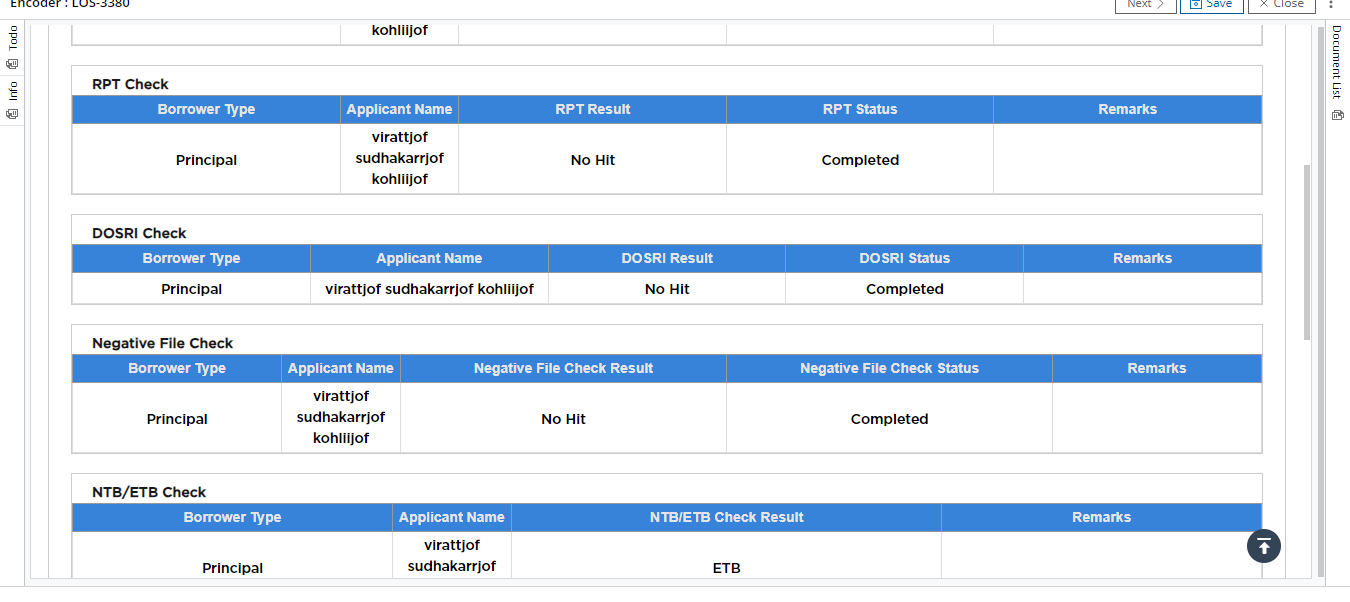 Encoder : LOS-3380
Next
Save
Close
Todo
Info
Document List
kohliijof
RPT Check
Borrower Type Applicant Name RPT Result RPT Status Remarks
virattjof
Principal sudhakarrjof No Hit Completed
kohliijof
DOSRI Check
Borrower Type Applicant Name DOSRI Result DOSRI Status Remarks
Principal virattjof sudhakarrjof kohliijof No Hit Completed
Negative File Check
Borrower Type Applicant Name Negative File Check Result Negative File Check Status Remarks
virattjof
Principal sudhakarrjof No Hit Completed
kohliijof
NTB/ETB Check
Borrower Type Applicant Name NTB/ETB Check Result Remarks
virattjof
sudhakarrjof
Principal ETB